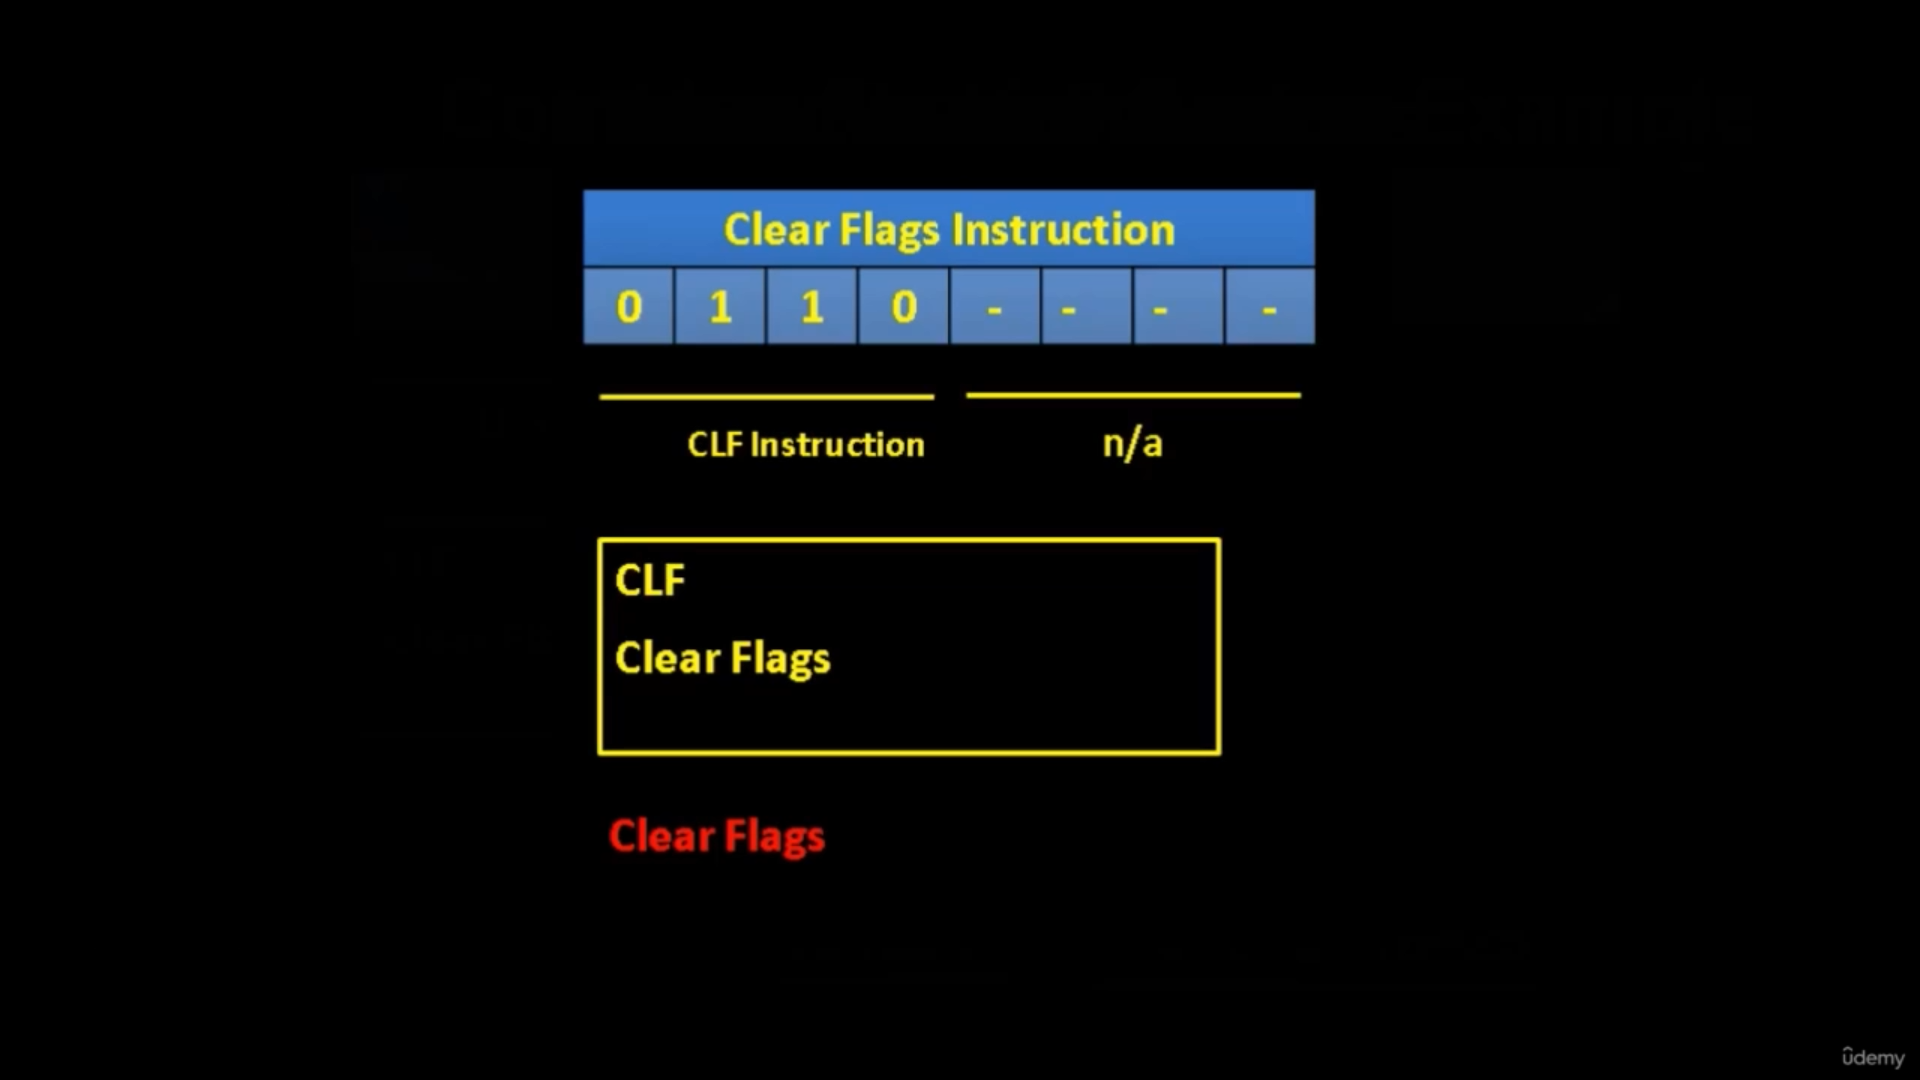 Clear Flags Instruction
0 1 1 0 - - - -
CLF Instruction n/a
CLF
Clear Flags
Clear Flags
ûdemy